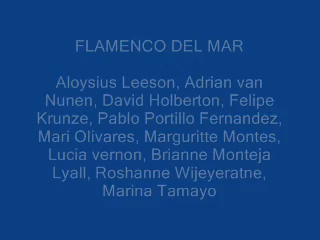 FLAMENCO DEL MAR
Aloysius Leeson, Adrian van
Nunen, David Holberton, Felipe
Krunze, Pablo Portillo Fernandez,
Mari Olivares, Marguritte Montes,
Lucia vernon, Brianne Monteja
Lyall, Roshanne Wijeyeratne,
Marina Tamayo